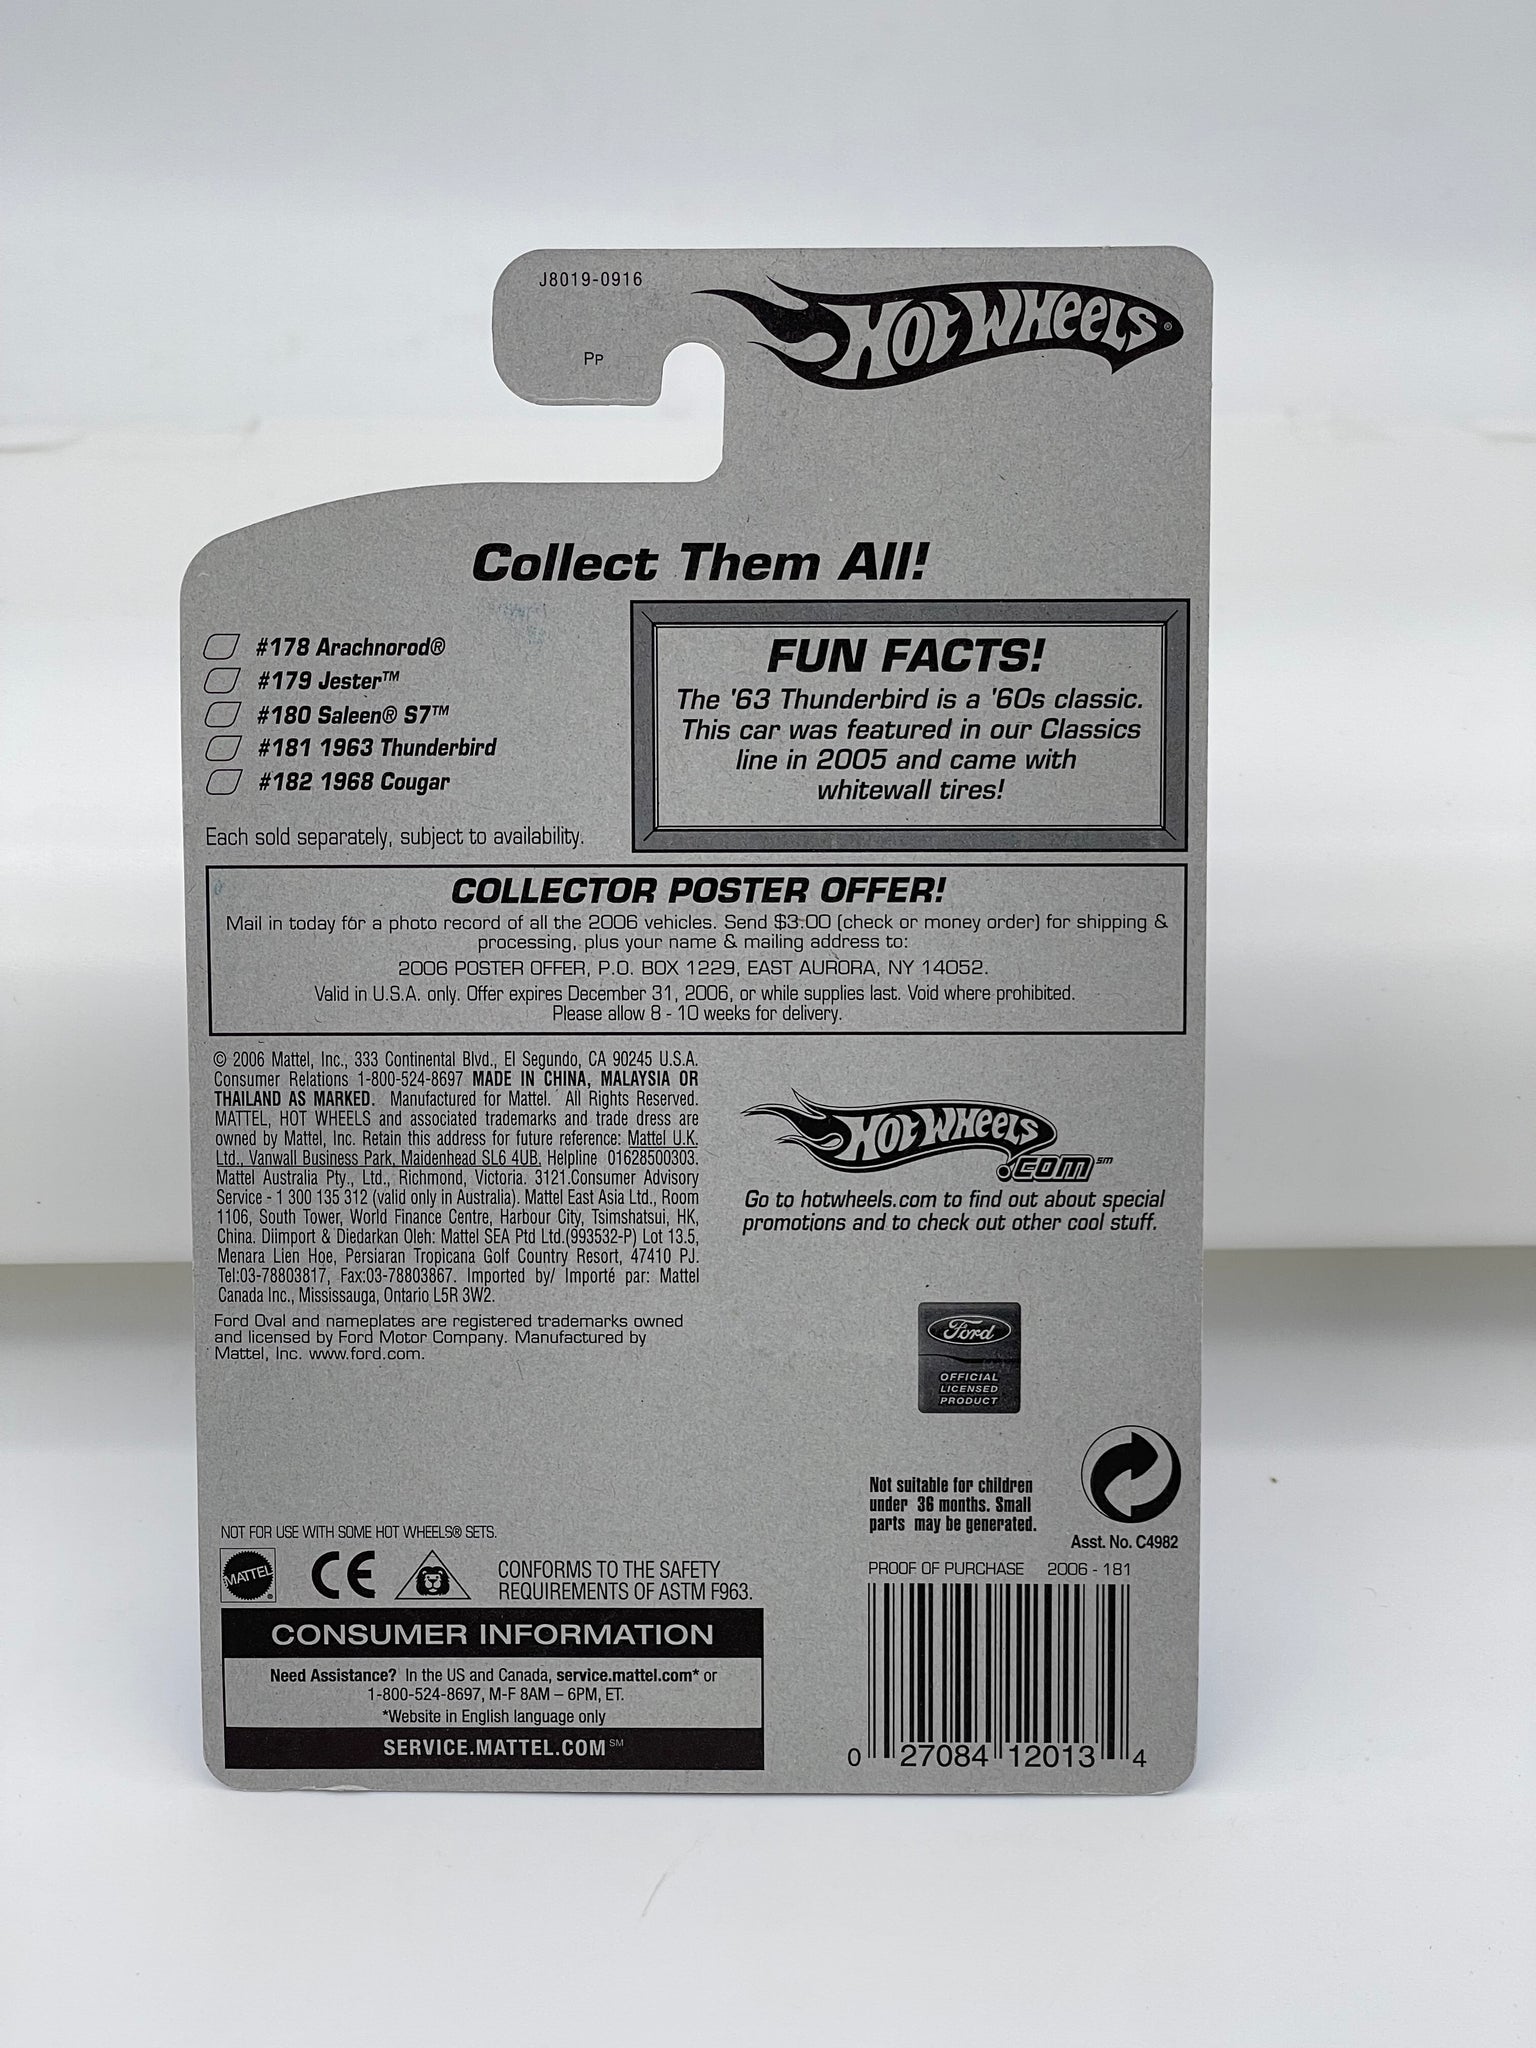 J8019-0916
PP
HOT WHEELS®
Collect Them All!
#178 Arachnorod®
#179 Jester™
#180 Saleen® S7™
#181 1963 Thunderbird
#182 1968 Cougar
Each sold separately, subject to availability.
FUN FACTS!
The '63 Thunderbird is a '60s classic.
This car was featured in our Classics
line in 2005 and came with
whitewall tires!
COLLECTOR POSTER OFFER!
Mail in today for a photo record of all the 2006 vehicles. Send $3.00 (check or money order) for shipping &
processing, plus your name & mailing address to:
2006 POSTER OFFER, P.O. BOX 1229, EAST AURORA, NY 14052.
Valid in U.S.A. only. Offer expires December 31, 2006, or while supplies last. Void where prohibited.
Please allow 8 - 10 weeks for delivery.
© 2006 Mattel, Inc., 333 Continental Blvd., El Segundo, CA 90245 U.S.A.
Consumer Relations 1-800-524-8697 MADE IN CHINA, MALAYSIA OR
THAILAND AS MARKED. Manufactured for Mattel. All Rights Reserved.
MATTEL, HOT WHEELS and associated trademarks and trade dress are
owned by Mattel, Inc. Retain this address for future reference: Mattel U.K.
Ltd., Vanwall Business Park, Maidenhead SL6 4UB. Helpline 01628500303.
Mattel Australia Pty., Ltd., Richmond, Victoria. 3121.Consumer Advisory
Service - 1 300 135 312 (valid only in Australia). Mattel East Asia Ltd., Room
1106, South Tower, World Finance Centre, Harbour City, Tsimshatsui, HK,
China. Diimport & Diedarkan Oleh: Mattel SEA Ptd Ltd.(993532-P) Lot 13.5,
Menara Lien Hoe, Persiaran Tropicana Golf Country Resort, 47410 PJ.
Tel:03-78803817, Fax:03-78803867. Imported by/ Importé par: Mattel
Canada Inc., Mississauga, Ontario L5R 3W2.
Ford Oval and nameplates are registered trademarks owned
and licensed by Ford Motor Company. Manufactured by
Mattel, Inc. www.ford.com.
HOT WHEELS
.COM℠
Go to hotwheels.com to find out about special
promotions and to check out other cool stuff.
Ford
OFFICIAL
LICENSED
PRODUCT
Not suitable for children
under 36 months. Small
parts may be generated.
Asst. No. C4982
NOT FOR USE WITH SOME HOT WHEELS® SETS.
MATTEL®
CE
CONFORMS TO THE SAFETY
REQUIREMENTS OF ASTM F963.
CONSUMER INFORMATION
Need Assistance? In the US and Canada, service.mattel.com* or
1-800-524-8697, M-F 8AM – 6PM, ET.
*Website in English language only
SERVICE.MATTEL.COM℠
PROOF OF PURCHASE 2006 - 181
0 27084 12013 4